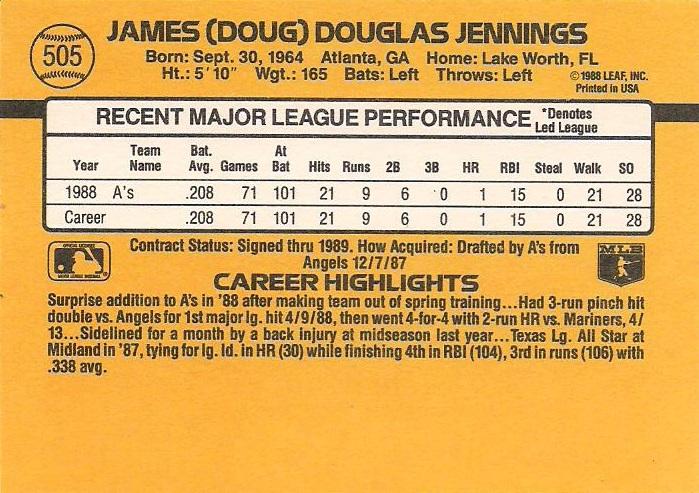 505
JAMES (DOUG) DOUGLAS JENNINGS
Born: Sept. 30, 1964 Atlanta, GA Home: Lake Worth, FL
Ht.: 5'10" Wgt.: 165 Bats: Left Throws: Left
©1988 LEAF, INC.
Printed in USA
RECENT MAJOR LEAGUE PERFORMANCE *Denotes Led League
Year Team Name Bat. Avg. Games At Bat Hits Runs 2B 3B HR RBI Steal Walk SO
1988 A's .208 71 101 21 9 6 0 1 15 0 21 28
Career .208 71 101 21 9 6 0 1 15 0 21 28
Contract Status: Signed thru 1989. How Acquired: Drafted by A's from
Angels 12/7/87
MLB
CAREER HIGHLIGHTS
Surprise addition to A's in '88 after making team out of spring training...Had 3-run pinch hit
double vs. Angels for 1st major lg. hit 4/9/88, then went 4-for-4 with 2-run HR vs. Mariners, 4/
13...Sidelined for a month by a back injury at midseason last year...Texas Lg. All Star at
Midland in '87, tying for lg. ld. in HR (30) while finishing 4th in RBI (104), 3rd in runs (106) with
.338 avg.